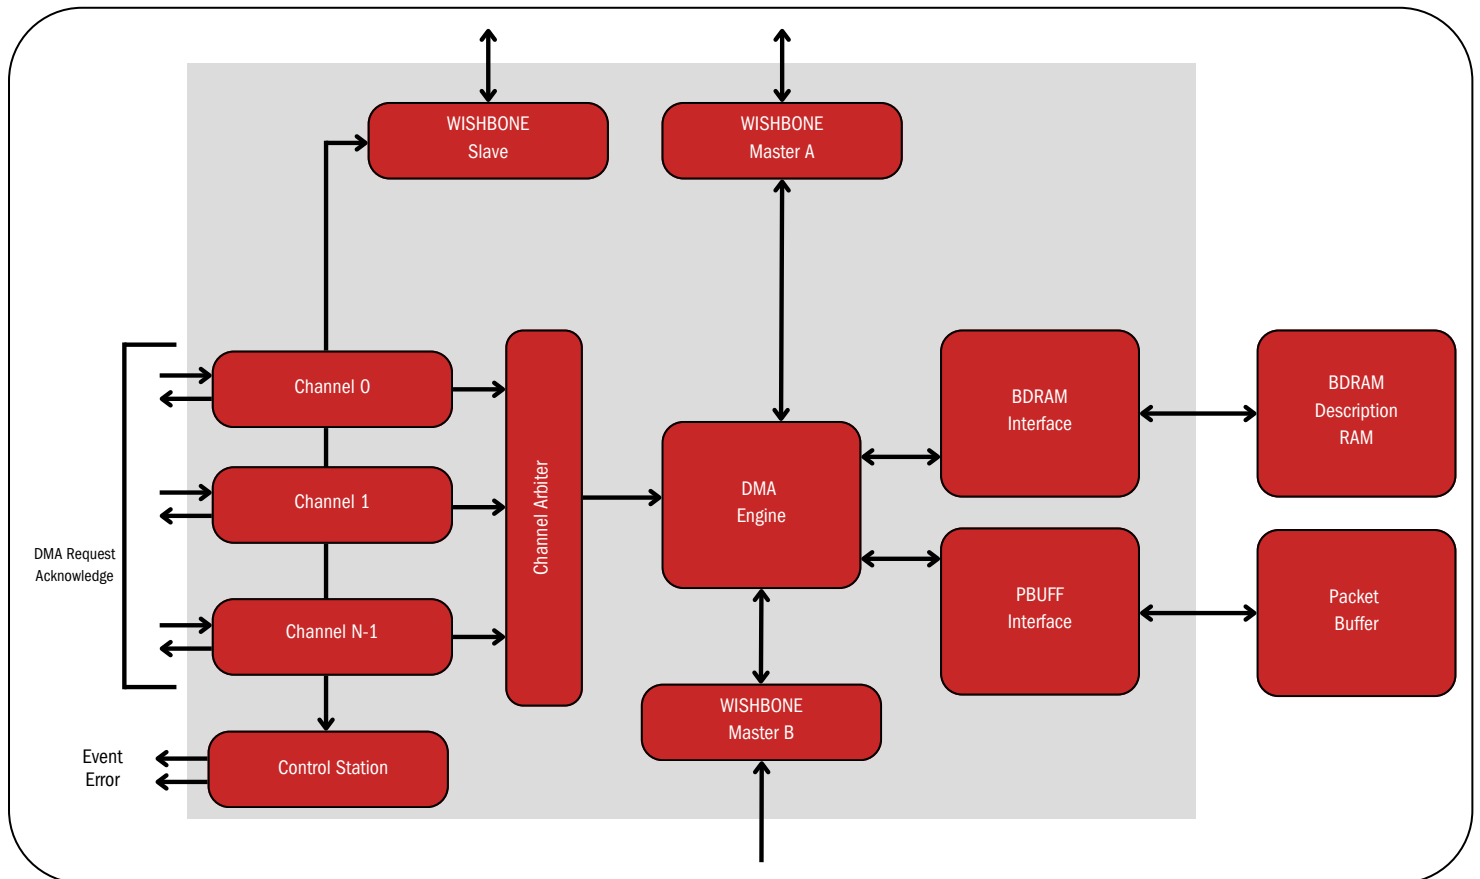 WISHBONE
Slave
WISHBONE
Master A
Channel 0
Channel 1
Channel N-1
DMA Request
Acknowledge
Channel Arbiter
DMA
Engine
BDRAM
Interface
BDRAM
Description
RAM
PBUFF
Interface
Packet
Buffer
WISHBONE
Master B
Event
Error
Control Station